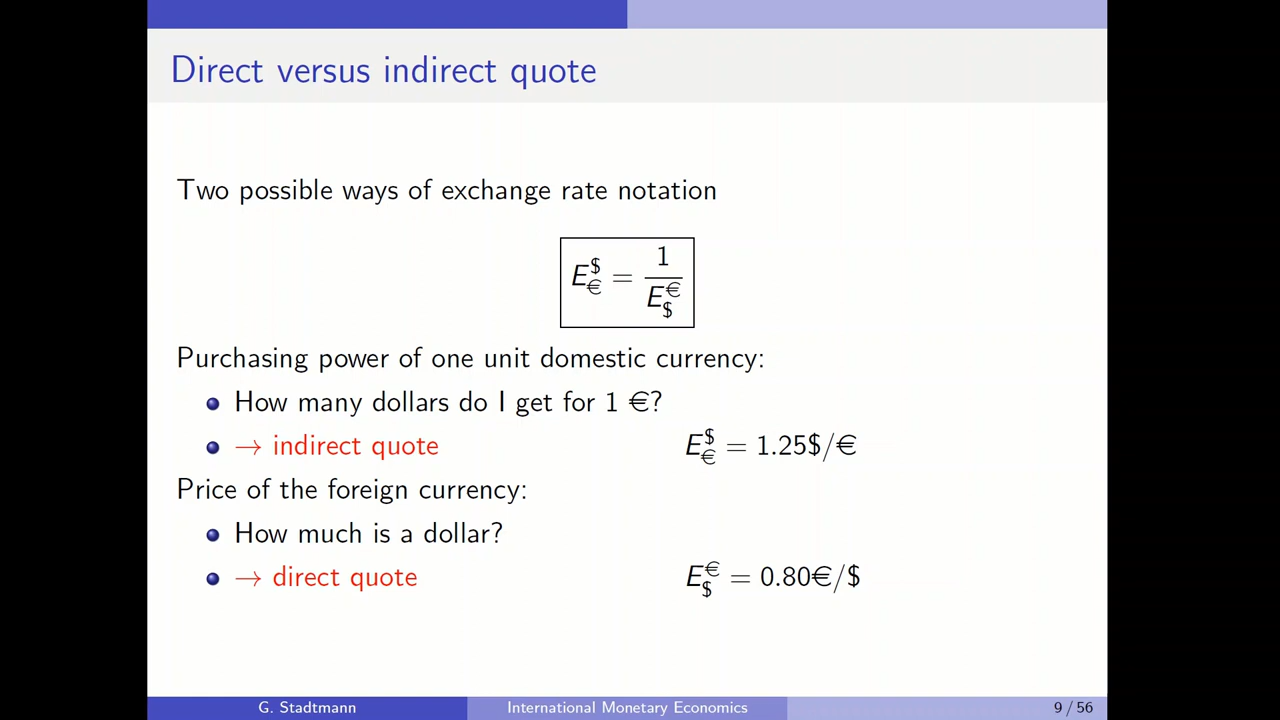 Direct versus indirect quote
Two possible ways of exchange rate notation
E$€ = 1/E€$
Purchasing power of one unit domestic currency:
How many dollars do I get for 1 €?
→ indirect quote E$€ = 1.25$/€
Price of the foreign currency:
How much is a dollar?
→ direct quote E€$ = 0.80€/$
G. Stadtmann International Monetary Economics 9 / 56